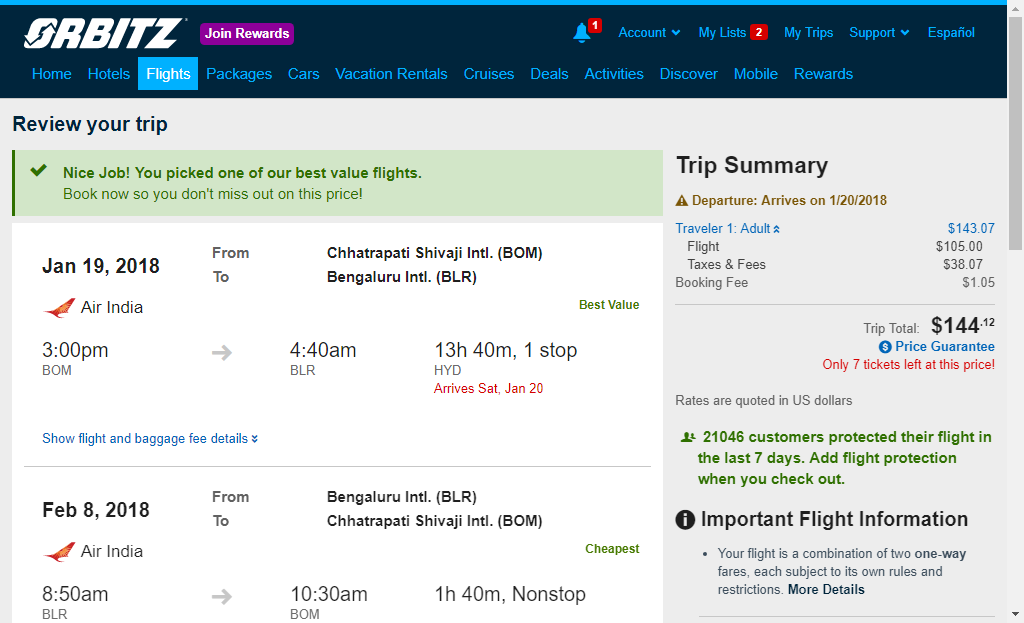 ORBITZ Join Rewards 1 Account My Lists 2 My Trips Support Español
Home Hotels Flights Packages Cars Vacation Rentals Cruises Deals Activities Discover Mobile Rewards
Review your trip
Nice Job! You picked one of our best value flights.
Book now so you don't miss out on this price!
Jan 19, 2018
From Chhatrapati Shivaji Intl. (BOM)
To Bengaluru Intl. (BLR)
Air India
Best Value
3:00pm 4:40am 13h 40m, 1 stop
BOM BLR HYD
Arrives Sat, Jan 20
Show flight and baggage fee details
Feb 8, 2018
From Bengaluru Intl. (BLR)
To Chhatrapati Shivaji Intl. (BOM)
Air India
Cheapest
8:50am 10:30am 1h 40m, Nonstop
BLR BOM
Trip Summary
Departure: Arrives on 1/20/2018
Traveler 1: Adult $143.07
Flight $105.00
Taxes & Fees $38.07
Booking Fee $1.05
Trip Total: $144.12
Price Guarantee
Only 7 tickets left at this price!
Rates are quoted in US dollars
21046 customers protected their flight in
the last 7 days. Add flight protection
when you check out.
Important Flight Information
• Your flight is a combination of two one-way
fares, each subject to its own rules and
restrictions. More Details